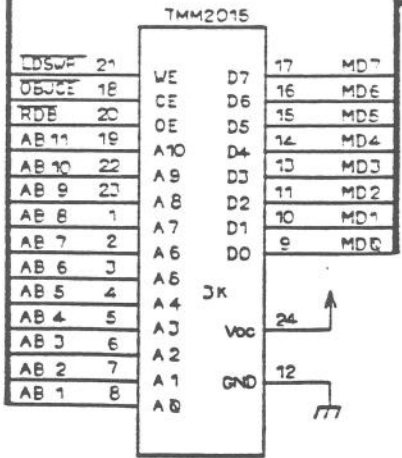 TMM2015
LDSWR 21 WE D7 17 MD7
OBJCE 18 CE D6 16 MD6
RDB 20 OE D5 15 MD5
AB 11 19 A10 D4 14 MD4
AB 10 22 A9 D3 13 MD3
AB 9 23 A8 D2 11 MD2
AB 8 1 A7 D1 10 MD1
AB 7 2 A6 D0 9 MD0
AB 6 3 A5
AB 5 4 A4 3K
AB 4 5 A3 Vcc 24
AB 3 6 A2
AB 2 7 A1 GND 12
AB 1 8 A0